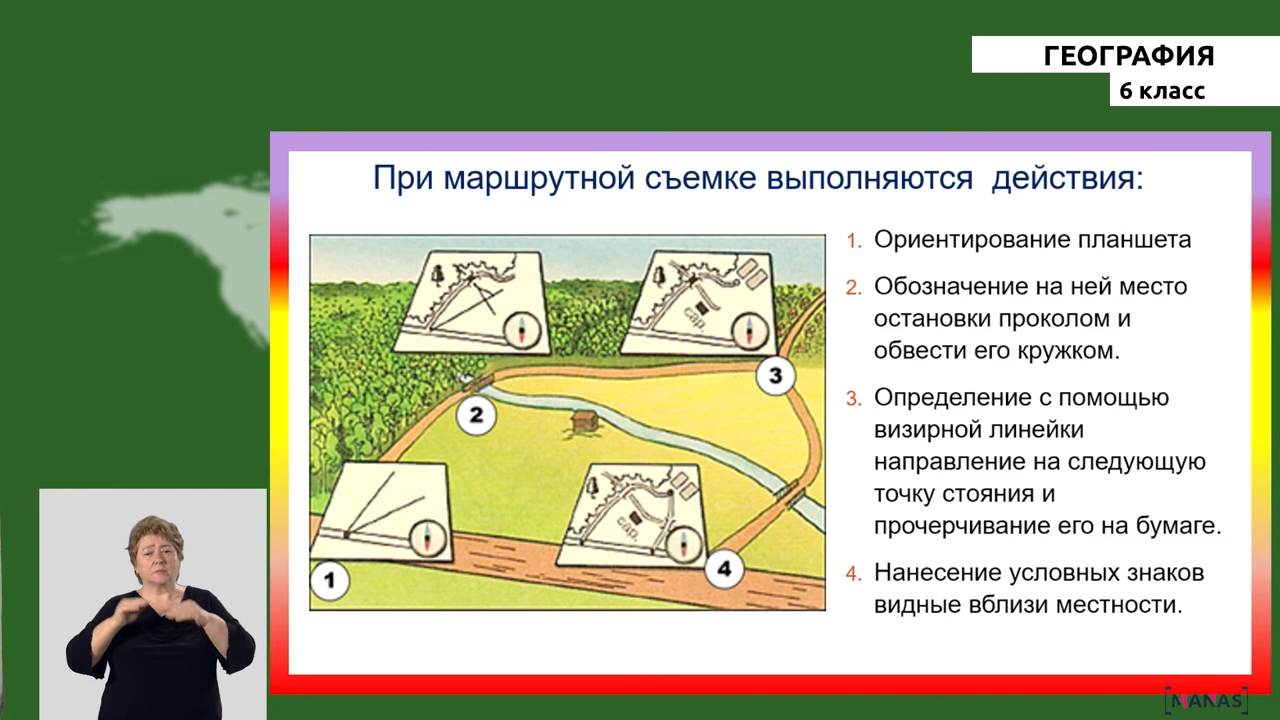 ГЕОГРАФИЯ
6 класс
При маршрутной съемке выполняются действия:
1. Ориентирование планшета
2. Обозначение на ней место
остановки проколом и
обвести его кружком.
3. Определение с помощью
визирной линейки
направление на следующую
точку стояния и
прочерчивание его на бумаге.
4. Нанесение условных знаков
видные вблизи местности.
сар.
3
2
сар.
4
1
[MANAS]